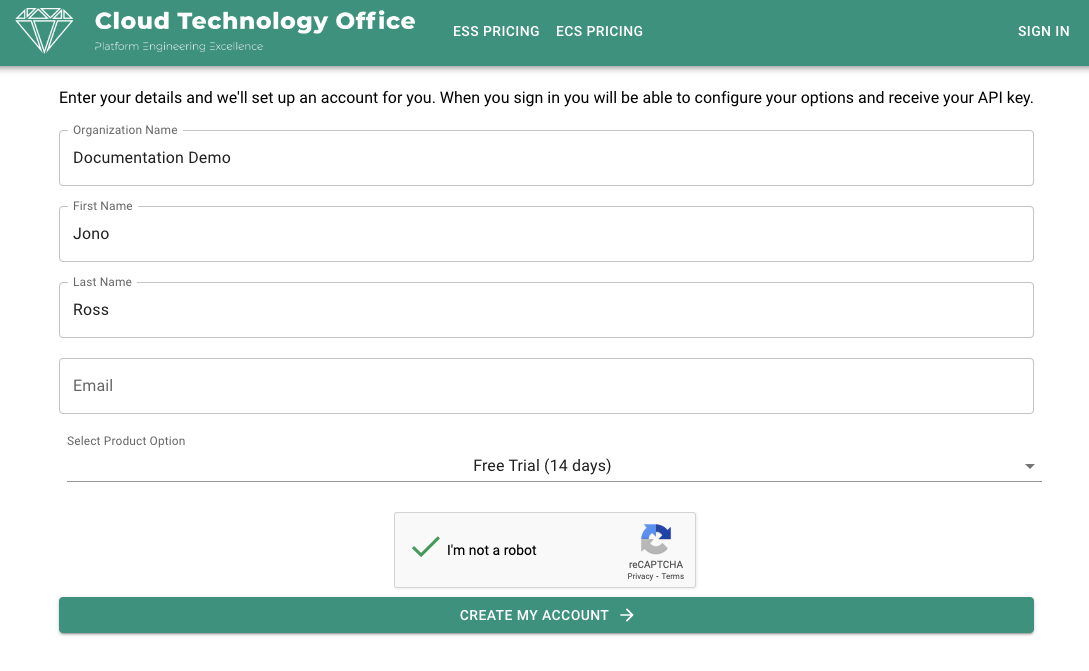 Cloud Technology Office
Platform Engineering Excellence
ESS PRICING
ECS PRICING
SIGN IN
Enter your details and we'll set up an account for you. When you sign in you will be able to configure your options and receive your API key.
Organization Name
Documentation Demo
First Name
Jono
Last Name
Ross
Email
Select Product Option
Free Trial (14 days)
I'm not a robot
reCAPTCHA
Privacy - Terms
CREATE MY ACCOUNT